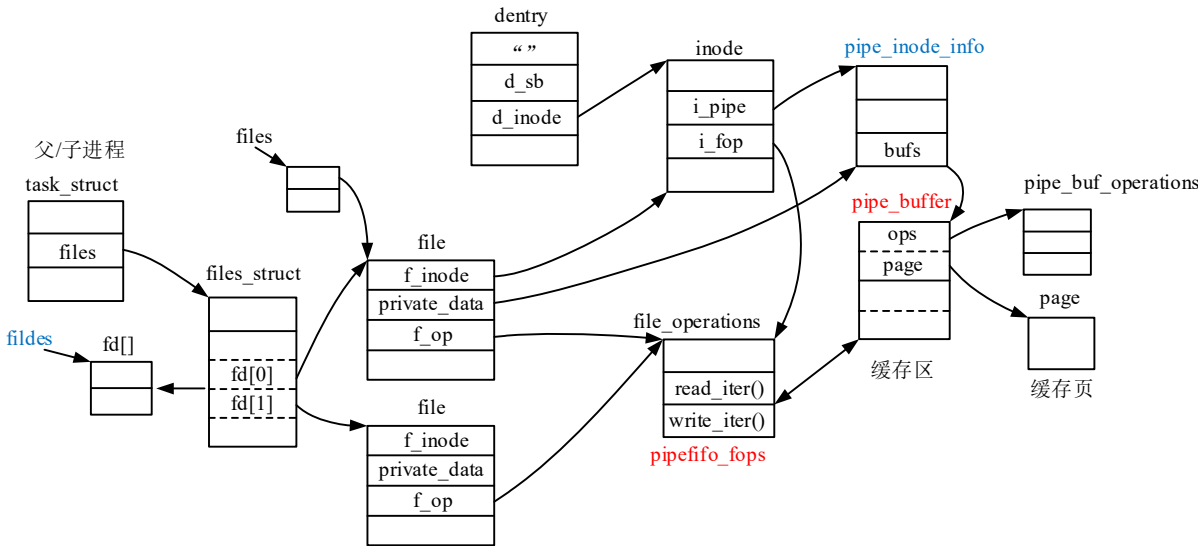 dentry
“ ”
d_sb
d_inode
inode
i_pipe
i_fop
pipe_inode_info
bufs
父/子进程
task_struct
files
files
files_struct
fd[0]
fd[1]
fildes
fd[]
file
f_inode
private_data
f_op
file
f_inode
private_data
f_op
file_operations
read_iter()
write_iter()
pipefifo_fops
pipe_buffer
ops
page
缓存区
pipe_buf_operations
page
缓存页